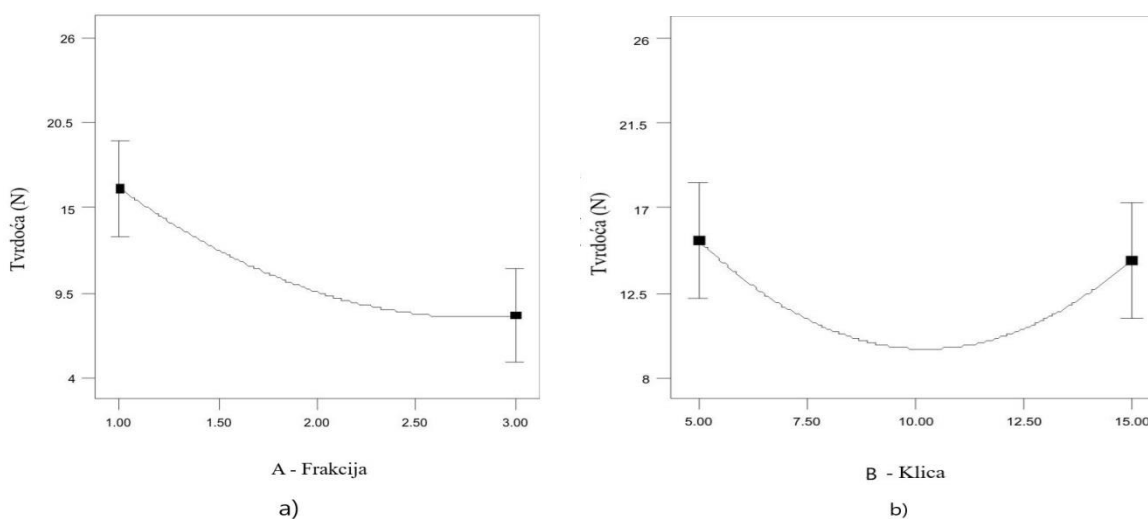 26
20.5
15
9.5
4
Tvrdoća (N)
1.00 1.50 2.00 2.50 3.00
A - Frakcija
a)
26
21.5
17
12.5
8
Tvrdoća (N)
5.00 7.50 10.00 12.50 15.00
B - Klica
b)